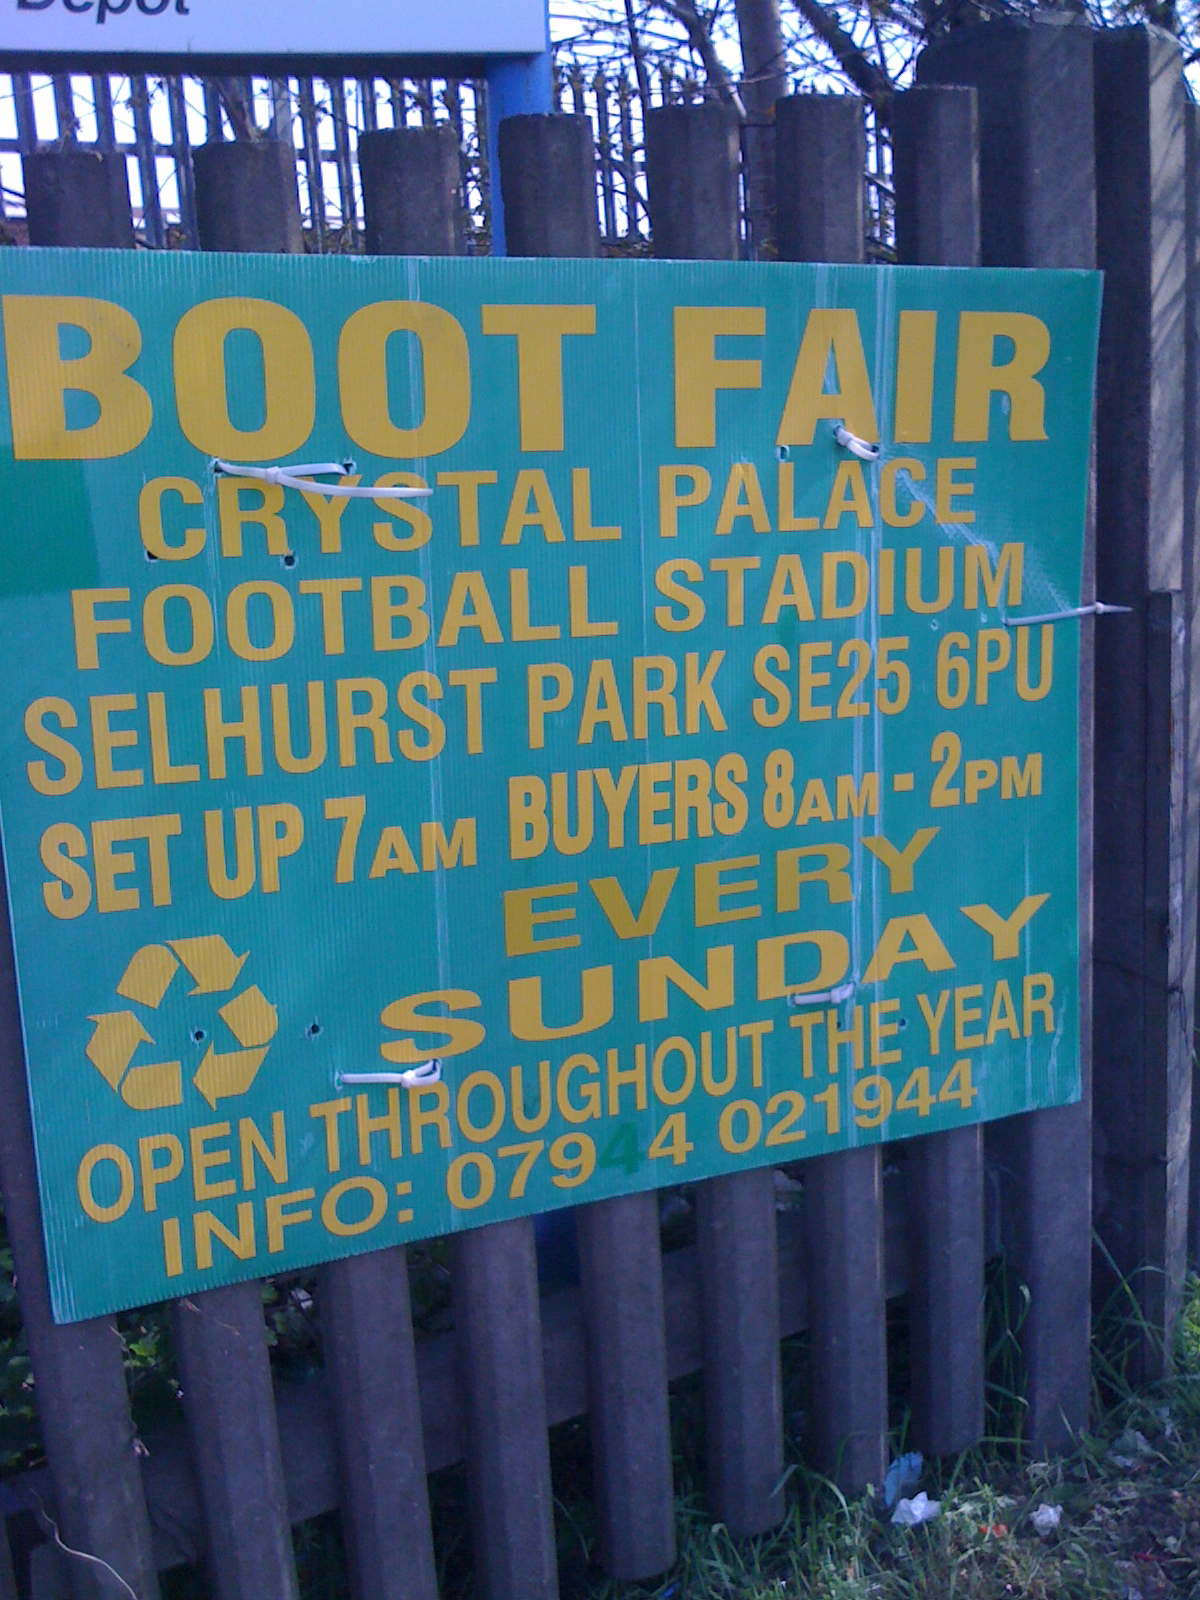 Depot
BOOT FAIR
CRYSTAL PALACE
FOOTBALL STADIUM
SELHURST PARK SE25 6PU
SET UP 7AM BUYERS 8AM - 2PM
EVERY
SUNDAY
OPEN THROUGHOUT THE YEAR
INFO: 07944 021944